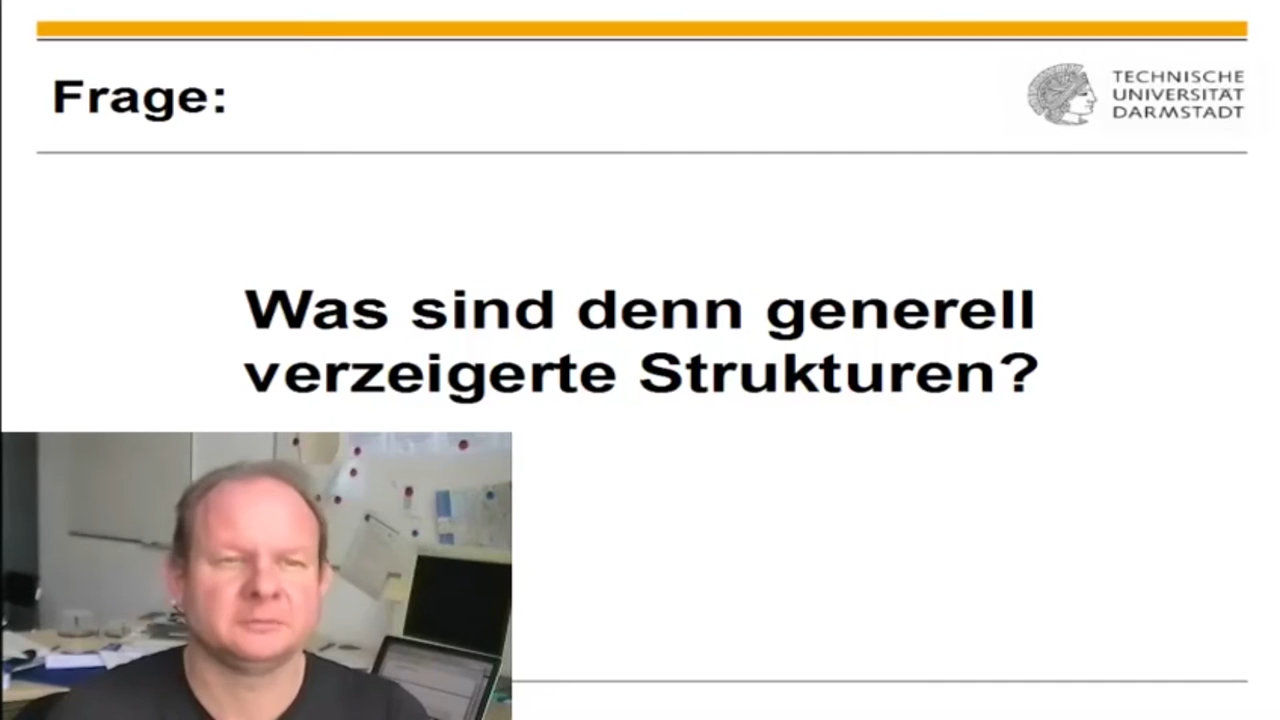 Frage:
TECHNISCHE
UNIVERSITÄT
DARMSTADT
Was sind denn generell
verzeigerte Strukturen?